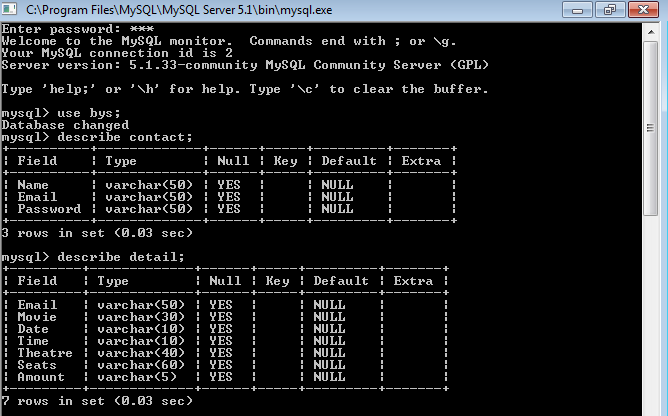 C:\Program Files\MySQL\MySQL Server 5.1\bin\mysql.exe
Enter password: ***
Welcome to the MySQL monitor.  Commands end with ; or \g.
Your MySQL connection id is 2
Server version: 5.1.33-community MySQL Community Server (GPL)
Type 'help;' or '\h' for help. Type '\c' to clear the buffer.
mysql> use bys;
Database changed
mysql> describe contact;
+----------+-------------+------+-----+---------+-------+
| Field    | Type        | Null | Key | Default | Extra |
+----------+-------------+------+-----+---------+-------+
| Name     | varchar(50) | YES  |     | NULL    |       |
| Email    | varchar(50) | YES  |     | NULL    |       |
| Password | varchar(50) | YES  |     | NULL    |       |
+----------+-------------+------+-----+---------+-------+
3 rows in set (0.03 sec)
mysql> describe detail;
+---------+-------------+------+-----+---------+-------+
| Field   | Type        | Null | Key | Default | Extra |
+---------+-------------+------+-----+---------+-------+
| Email   | varchar(50) | YES  |     | NULL    |       |
| Movie   | varchar(30) | YES  |     | NULL    |       |
| Date    | varchar(10) | YES  |     | NULL    |       |
| Time    | varchar(10) | YES  |     | NULL    |       |
| Theatre | varchar(40) | YES  |     | NULL    |       |
| Seats   | varchar(60) | YES  |     | NULL    |       |
| Amount  | varchar(5)  | YES  |     | NULL    |       |
+---------+-------------+------+-----+---------+-------+
7 rows in set (0.03 sec)